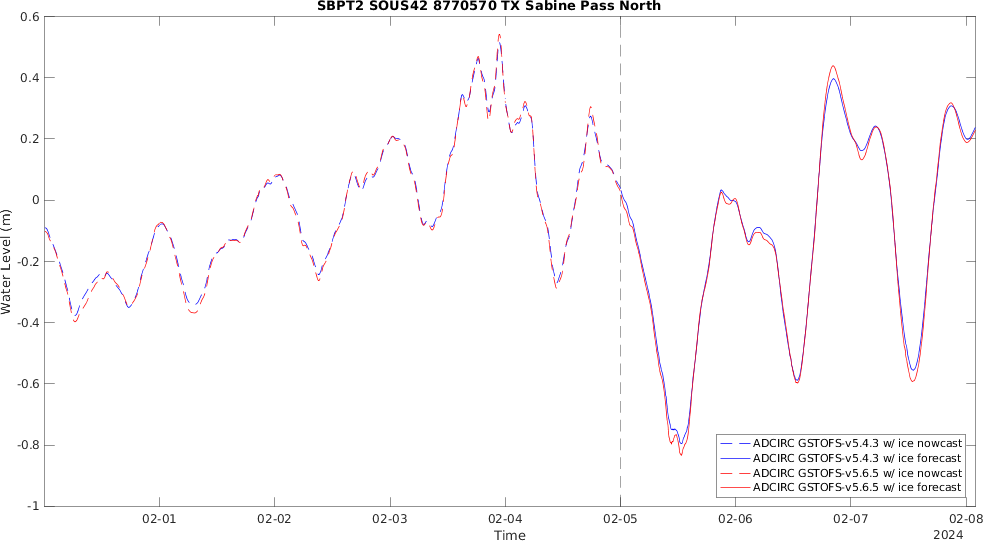 SBPT2 SOUS42 8770570 TX Sabine Pass North
0.6
0.4
0.2
0
-0.2
-0.4
-0.6
-0.8
-1
Water Level (m)
ADCIRC GSTOFS-v5.4.3 w/ ice nowcast
ADCIRC GSTOFS-v5.4.3 w/ ice forecast
ADCIRC GSTOFS-v5.6.5 w/ ice nowcast
ADCIRC GSTOFS-v5.6.5 w/ ice forecast
02-01 02-02 02-03 02-04 02-05 02-06 02-07 02-08
Time
2024